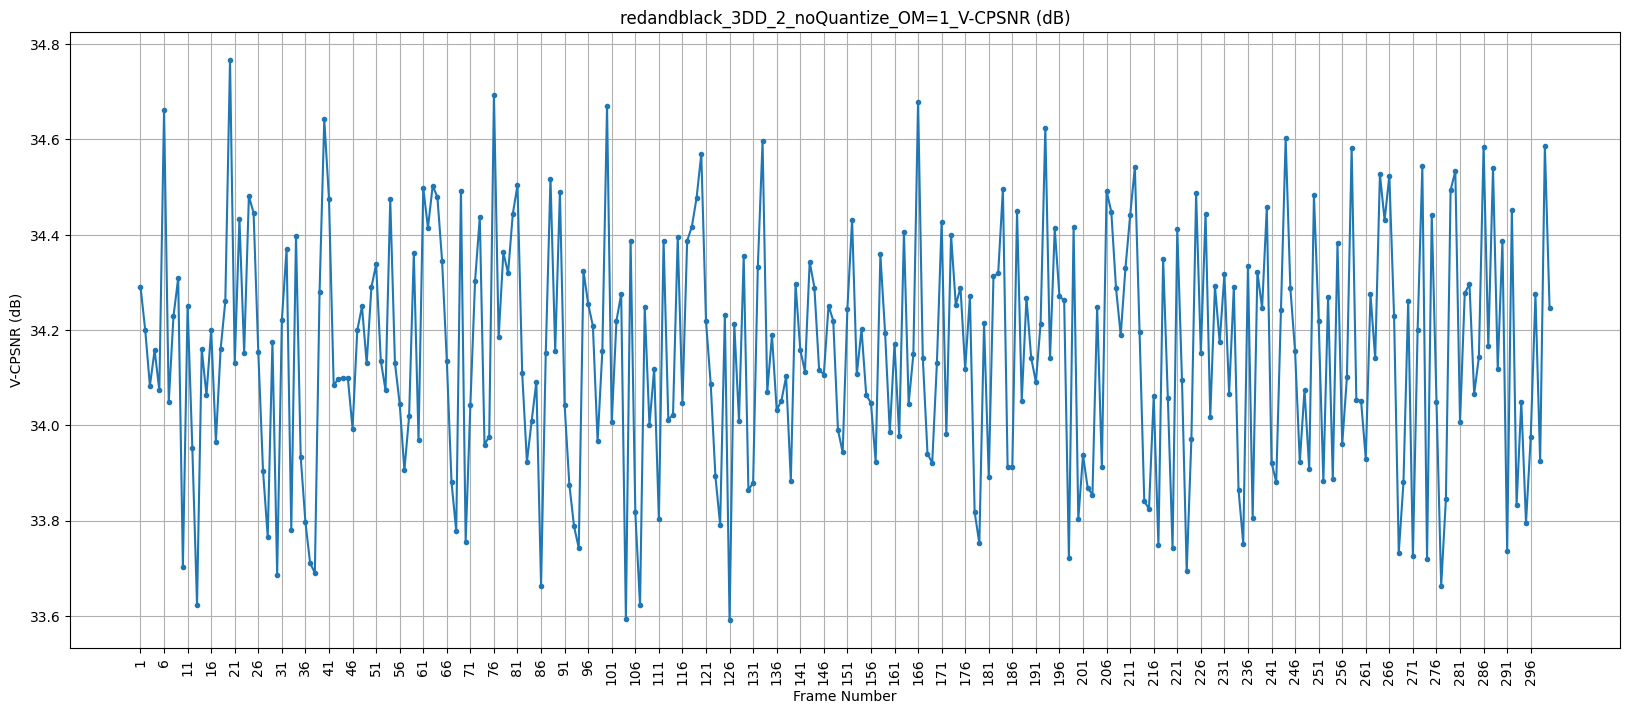 redandblack_3DD_2_noQuantize_OM=1_V-CPSNR (dB)
V-CPSNR (dB)
34.8
34.6
34.4
34.2
34.0
33.8
33.6
1 6 11 16 21 26 31 36 41 46 51 56 61 66 71 76 81 86 91 96 101 106 111 116 121 126 131 136 141 146 151 156 161 166 171 176 181 186 191 196 201 206 211 216 221 226 231 236 241 246 251 256 261 266 271 276 281 286 291 296
Frame Number